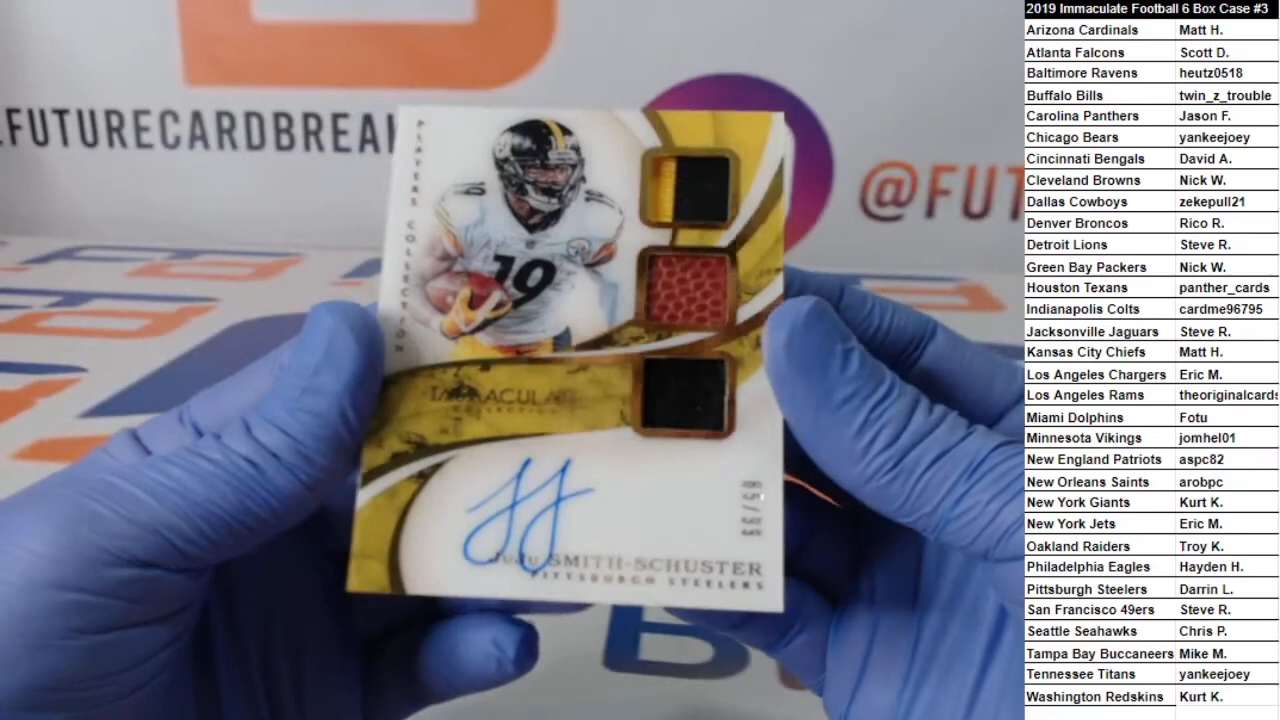 2019 Immaculate Football 6 Box Case #3
Arizona Cardinals Matt H.
Atlanta Falcons Scott D.
Baltimore Ravens heutz0518
Buffalo Bills twin_z_trouble
Carolina Panthers Jason F.
Chicago Bears yankeejoey
Cincinnati Bengals David A.
Cleveland Browns Nick W.
Dallas Cowboys zekepull21
Denver Broncos Rico R.
Detroit Lions Steve R.
Green Bay Packers Nick W.
Houston Texans panther_cards
Indianapolis Colts cardme96795
Jacksonville Jaguars Steve R.
Kansas City Chiefs Matt H.
Los Angeles Chargers Eric M.
Los Angeles Rams theoriginalcards
Miami Dolphins Fotu
Minnesota Vikings jomhel01
New England Patriots aspc82
New Orleans Saints arobpc
New York Giants Kurt K.
New York Jets Eric M.
Oakland Raiders Troy K.
Philadelphia Eagles Hayden H.
Pittsburgh Steelers Darrin L.
San Francisco 49ers Steve R.
Seattle Seahawks Chris P.
Tampa Bay Buccaneers Mike M.
Tennessee Titans yankeejoey
Washington Redskins Kurt K.
FUTURECARDBREA
@FUT
PLAYERS COLLECTION
19
19
19
IMMACULATE
COLLECTION
JJ
JuJu SMITH-SCHUSTER
PITTSBURGH STEELERS